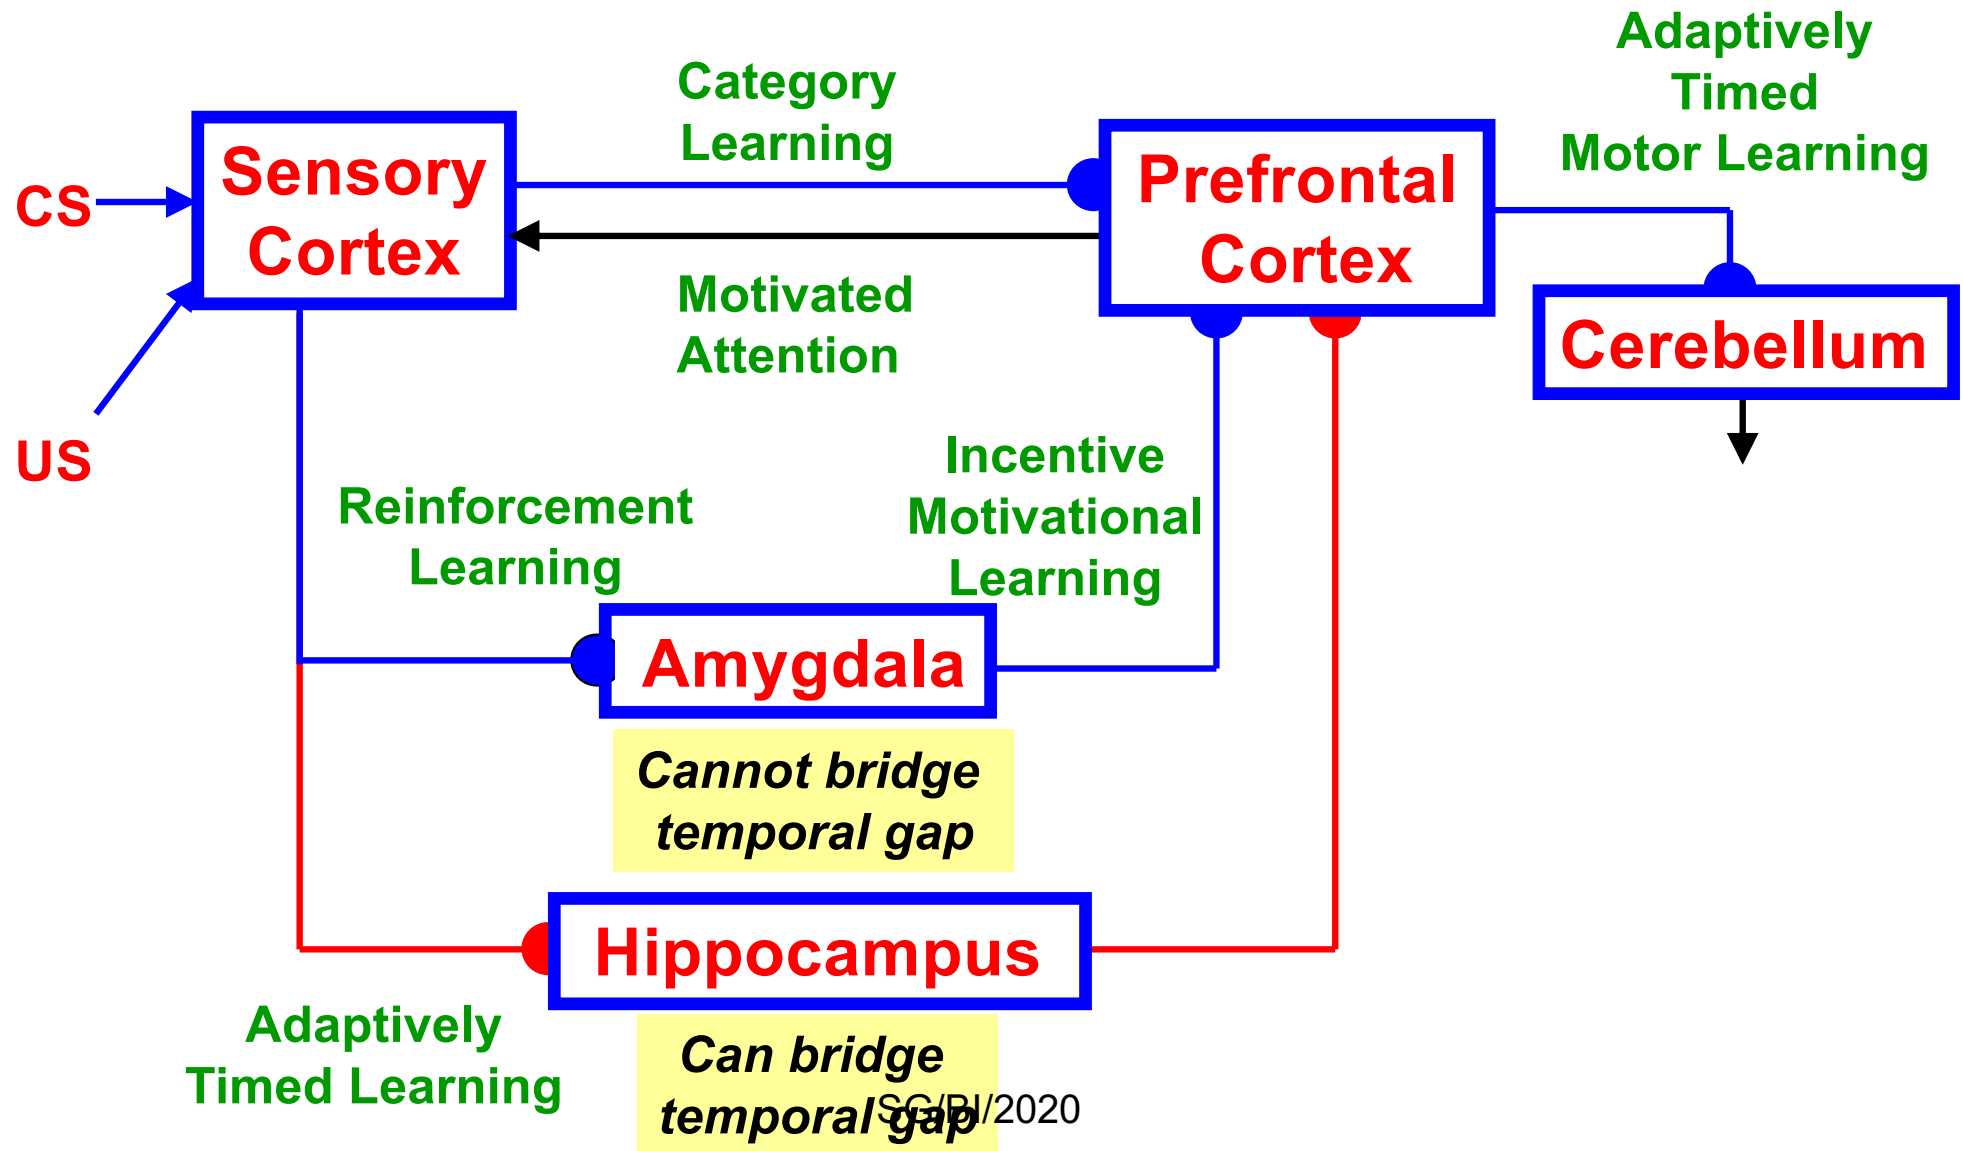 Adaptively
Timed
Motor Learning
Category
Learning
Sensory
Cortex
Prefrontal
Cortex
CS
Motivated
Attention
Cerebellum
US
Incentive
Motivational
Learning
Reinforcement
Learning
Amygdala
Cannot bridge
temporal gap
Hippocampus
Adaptively
Timed Learning
Can bridge
temporal gap
SG/BI/2020